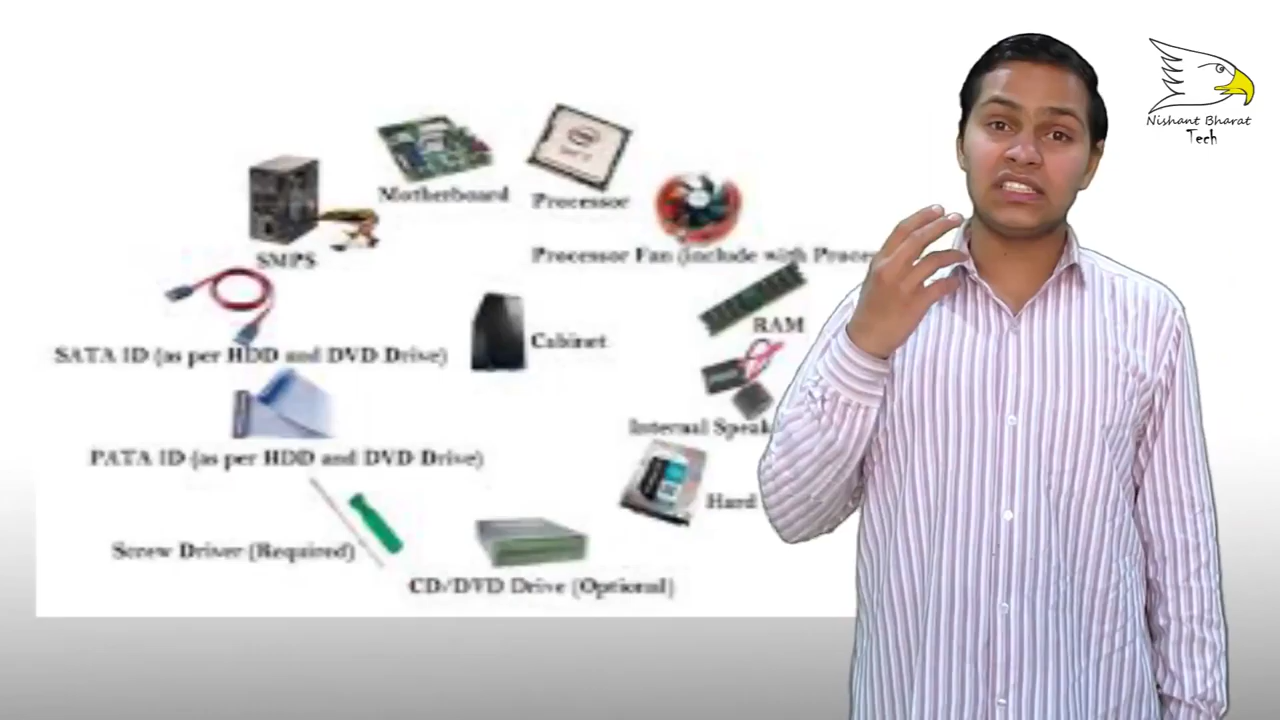 Nishant Bharat
Tech
Motherboard
Processor
Processor Fan (include with Proce
SMPS
RAM
Cabinet
SATA ID (as per HDD and DVD Drive)
Internal Speak
PATA ID (as per HDD and DVD Drive)
Hard
Screw Driver (Required)
CD/DVD Drive (Optional)